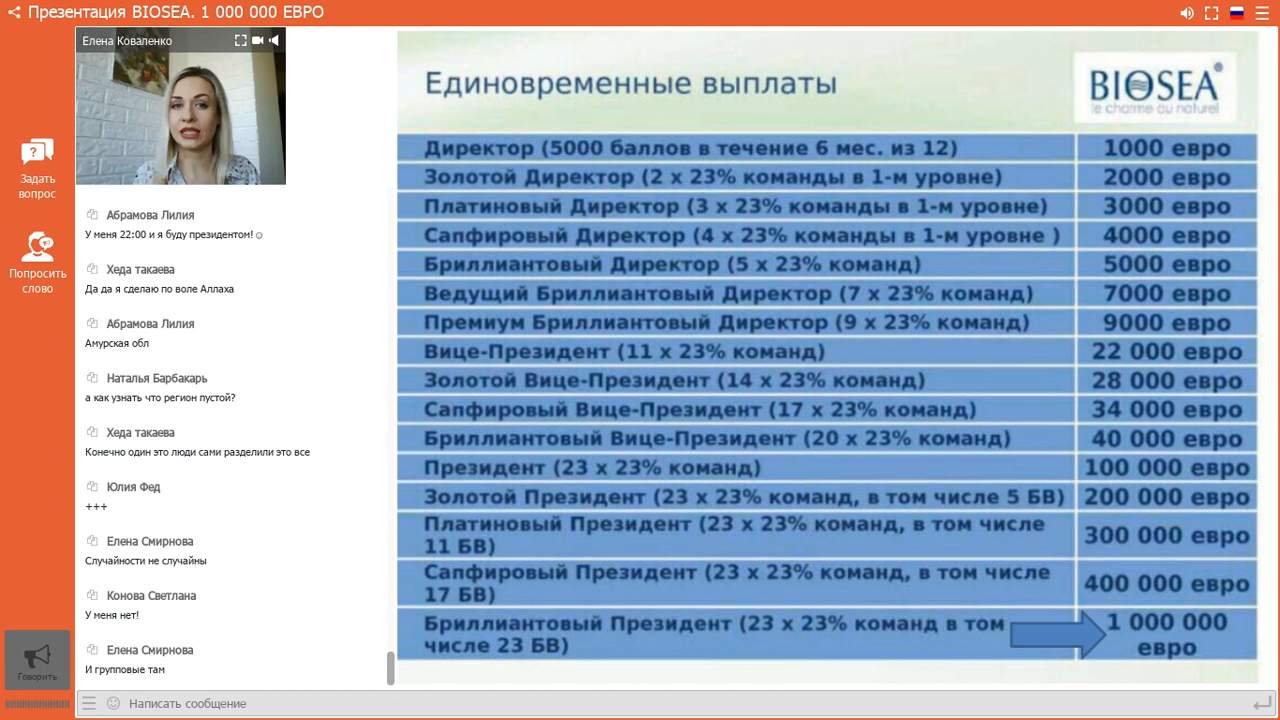 Презентация BIOSEA. 1 000 000 ЕВРО
Елена Коваленко
Задать
вопрос
Попросить
слово
Говорить
Абрамова Лилия
У меня 22:00 и я буду президентом!☺
Хеда такаева
Да да я сделаю по воле Аллаха
Абрамова Лилия
Амурская обл
Наталья Барбакарь
а как узнать что регион пустой?
Хеда такаева
Конечно один это люди сами разделили это все
Юлия Фед
+++
Елена Смирнова
Случайности не случайны
Конова Светлана
У меня нет!
Елена Смирнова
И групповые там
Написать сообщение
Единовременные выплаты
BIOSEA®
le charme au naturel
Директор (5000 баллов в течение 6 мес. из 12) 1000 евро
Золотой Директор (2 х 23% команды в 1-м уровне) 2000 евро
Платиновый Директор (3 х 23% команды в 1-м уровне) 3000 евро
Сапфировый Директор (4 х 23% команды в 1-м уровне ) 4000 евро
Бриллиантовый Директор (5 х 23% команд) 5000 евро
Ведущий Бриллиантовый Директор (7 х 23% команд) 7000 евро
Премиум Бриллиантовый Директор (9 х 23% команд) 9000 евро
Вице-Президент (11 х 23% команд) 22 000 евро
Золотой Вице-Президент (14 х 23% команд) 28 000 евро
Сапфировый Вице-Президент (17 х 23% команд) 34 000 евро
Бриллиантовый Вице-Президент (20 х 23% команд) 40 000 евро
Президент (23 х 23% команд) 100 000 евро
Золотой Президент (23 х 23% команд, в том числе 5 БВ) 200 000 евро
Платиновый Президент (23 х 23% команд, в том числе
11 БВ) 300 000 евро
Сапфировый Президент (23 х 23% команд, в том числе
17 БВ) 400 000 евро
Бриллиантовый Президент (23 х 23% команд в том
числе 23 БВ)
1 000 000
евро